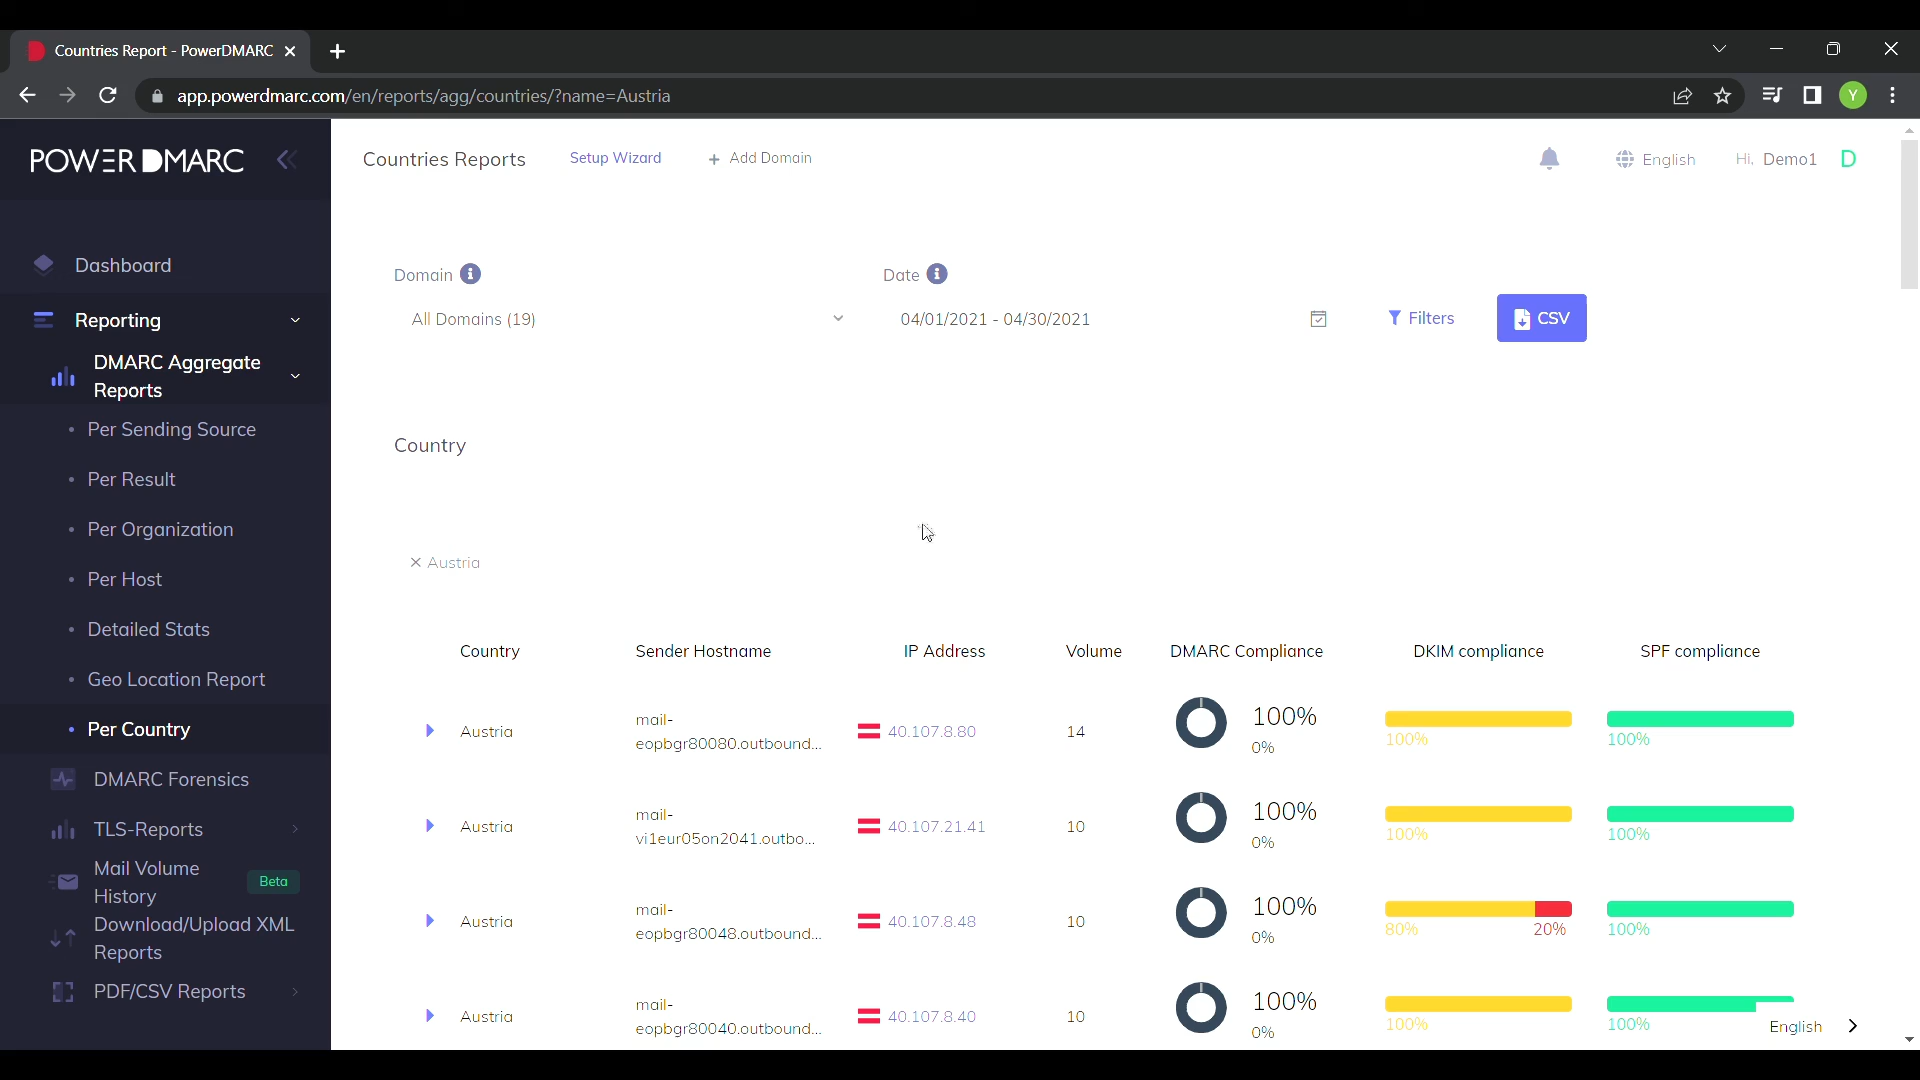 Countries Report - PowerDMARC
app.powerdmarc.com/en/reports/agg/countries/?name=Austria
Y
POWER DMARC
Countries Reports
Setup Wizard
+ Add Domain
English
Hi, Demo1
D
Dashboard
Reporting
DMARC Aggregate
Reports
Per Sending Source
Per Result
Per Organization
Per Host
Detailed Stats
Geo Location Report
Per Country
DMARC Forensics
TLS-Reports
Mail Volume
History
Beta
Download/Upload XML
Reports
PDF/CSV Reports
Domain
Date
All Domains (19)
04/01/2021 - 04/30/2021
Filters
CSV
Country
× Austria
Country Sender Hostname IP Address Volume DMARC Compliance DKIM compliance SPF compliance
Austria
mail-
eopbgr80080.outbound...
40.107.8.80
14
100%
0%
100%
100%
Austria
mail-
vi1eur05on2041.outbo...
40.107.21.41
10
100%
0%
100%
100%
Austria
mail-
eopbgr80048.outbound...
40.107.8.48
10
100%
0%
80%
20%
100%
Austria
mail-
eopbgr80040.outbound...
40.107.8.40
10
100%
0%
100%
100%
English